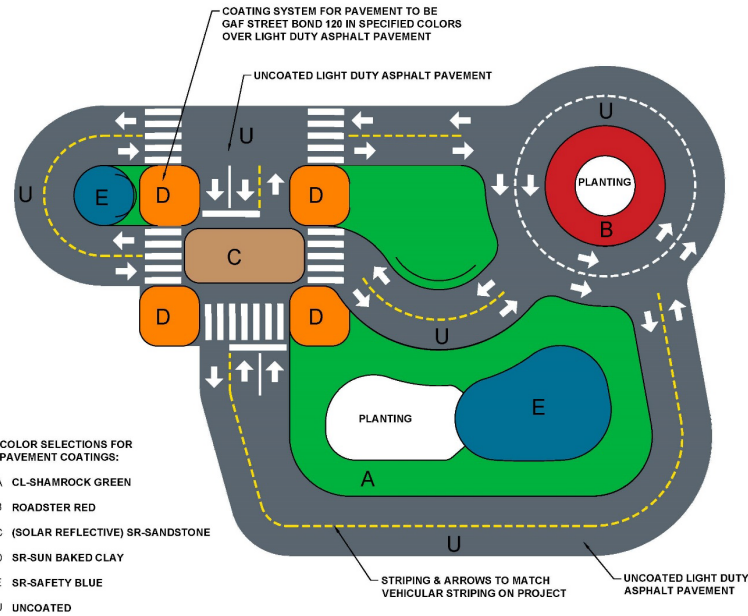 COATING SYSTEM FOR PAVEMENT TO BE
GAF STREET BOND 120 IN SPECIFIED COLORS
OVER LIGHT DUTY ASPHALT PAVEMENT
UNCOATED LIGHT DUTY ASPHALT PAVEMENT
U
U
U
E
D
D
PLANTING
B
C
D
D
U
PLANTING
E
A
COLOR SELECTIONS FOR
PAVEMENT COATINGS:
A CL-SHAMROCK GREEN
B ROADSTER RED
C (SOLAR REFLECTIVE) SR-SANDSTONE
D SR-SUN BAKED CLAY
E SR-SAFETY BLUE
U UNCOATED
U
STRIPING & ARROWS TO MATCH
VEHICULAR STRIPING ON PROJECT
UNCOATED LIGHT DUTY
ASPHALT PAVEMENT